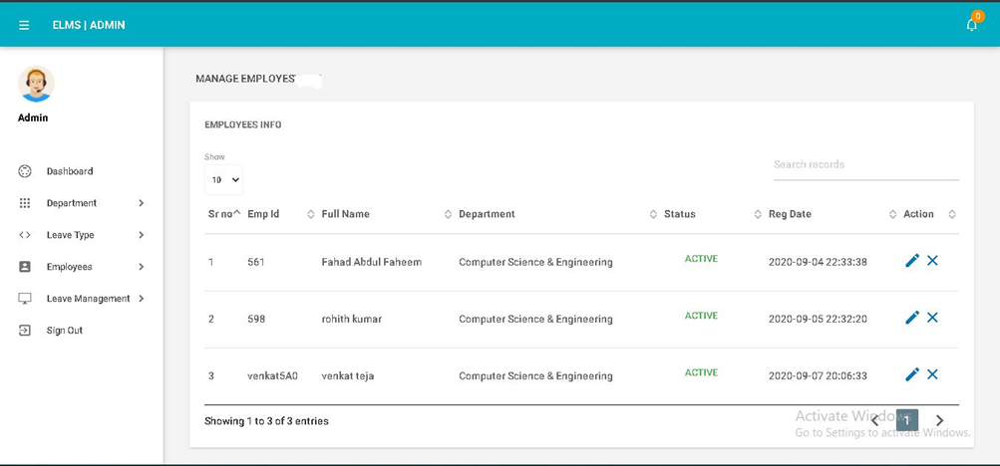 ELMS | ADMIN
0
Admin
Dashboard
Department
Leave Type
Employees
Leave Management
Sign Out
MANAGE EMPLOYES
EMPLOYEES INFO
Show
10
Search records
Sr no Emp Id Full Name Department Status Reg Date Action
1 561 Fahad Abdul Faheem Computer Science & Engineering ACTIVE 2020-09-04 22:33:38
2 598 rohith kumar Computer Science & Engineering ACTIVE 2020-09-05 22:32:20
3 venkat5A0 venkat teja Computer Science & Engineering ACTIVE 2020-09-07 20:06:33
Showing 1 to 3 of 3 entries
1
Activate Windows
Go to Settings to activate Windows.